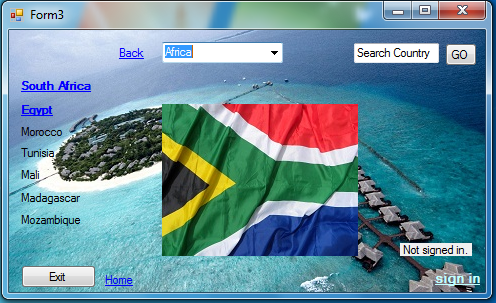 Form3
Back
Africa
Search Country
GO
South Africa
Egypt
Morocco
Tunisia
Mali
Madagascar
Mozambique
Not signed in.
sign in
Exit
Home